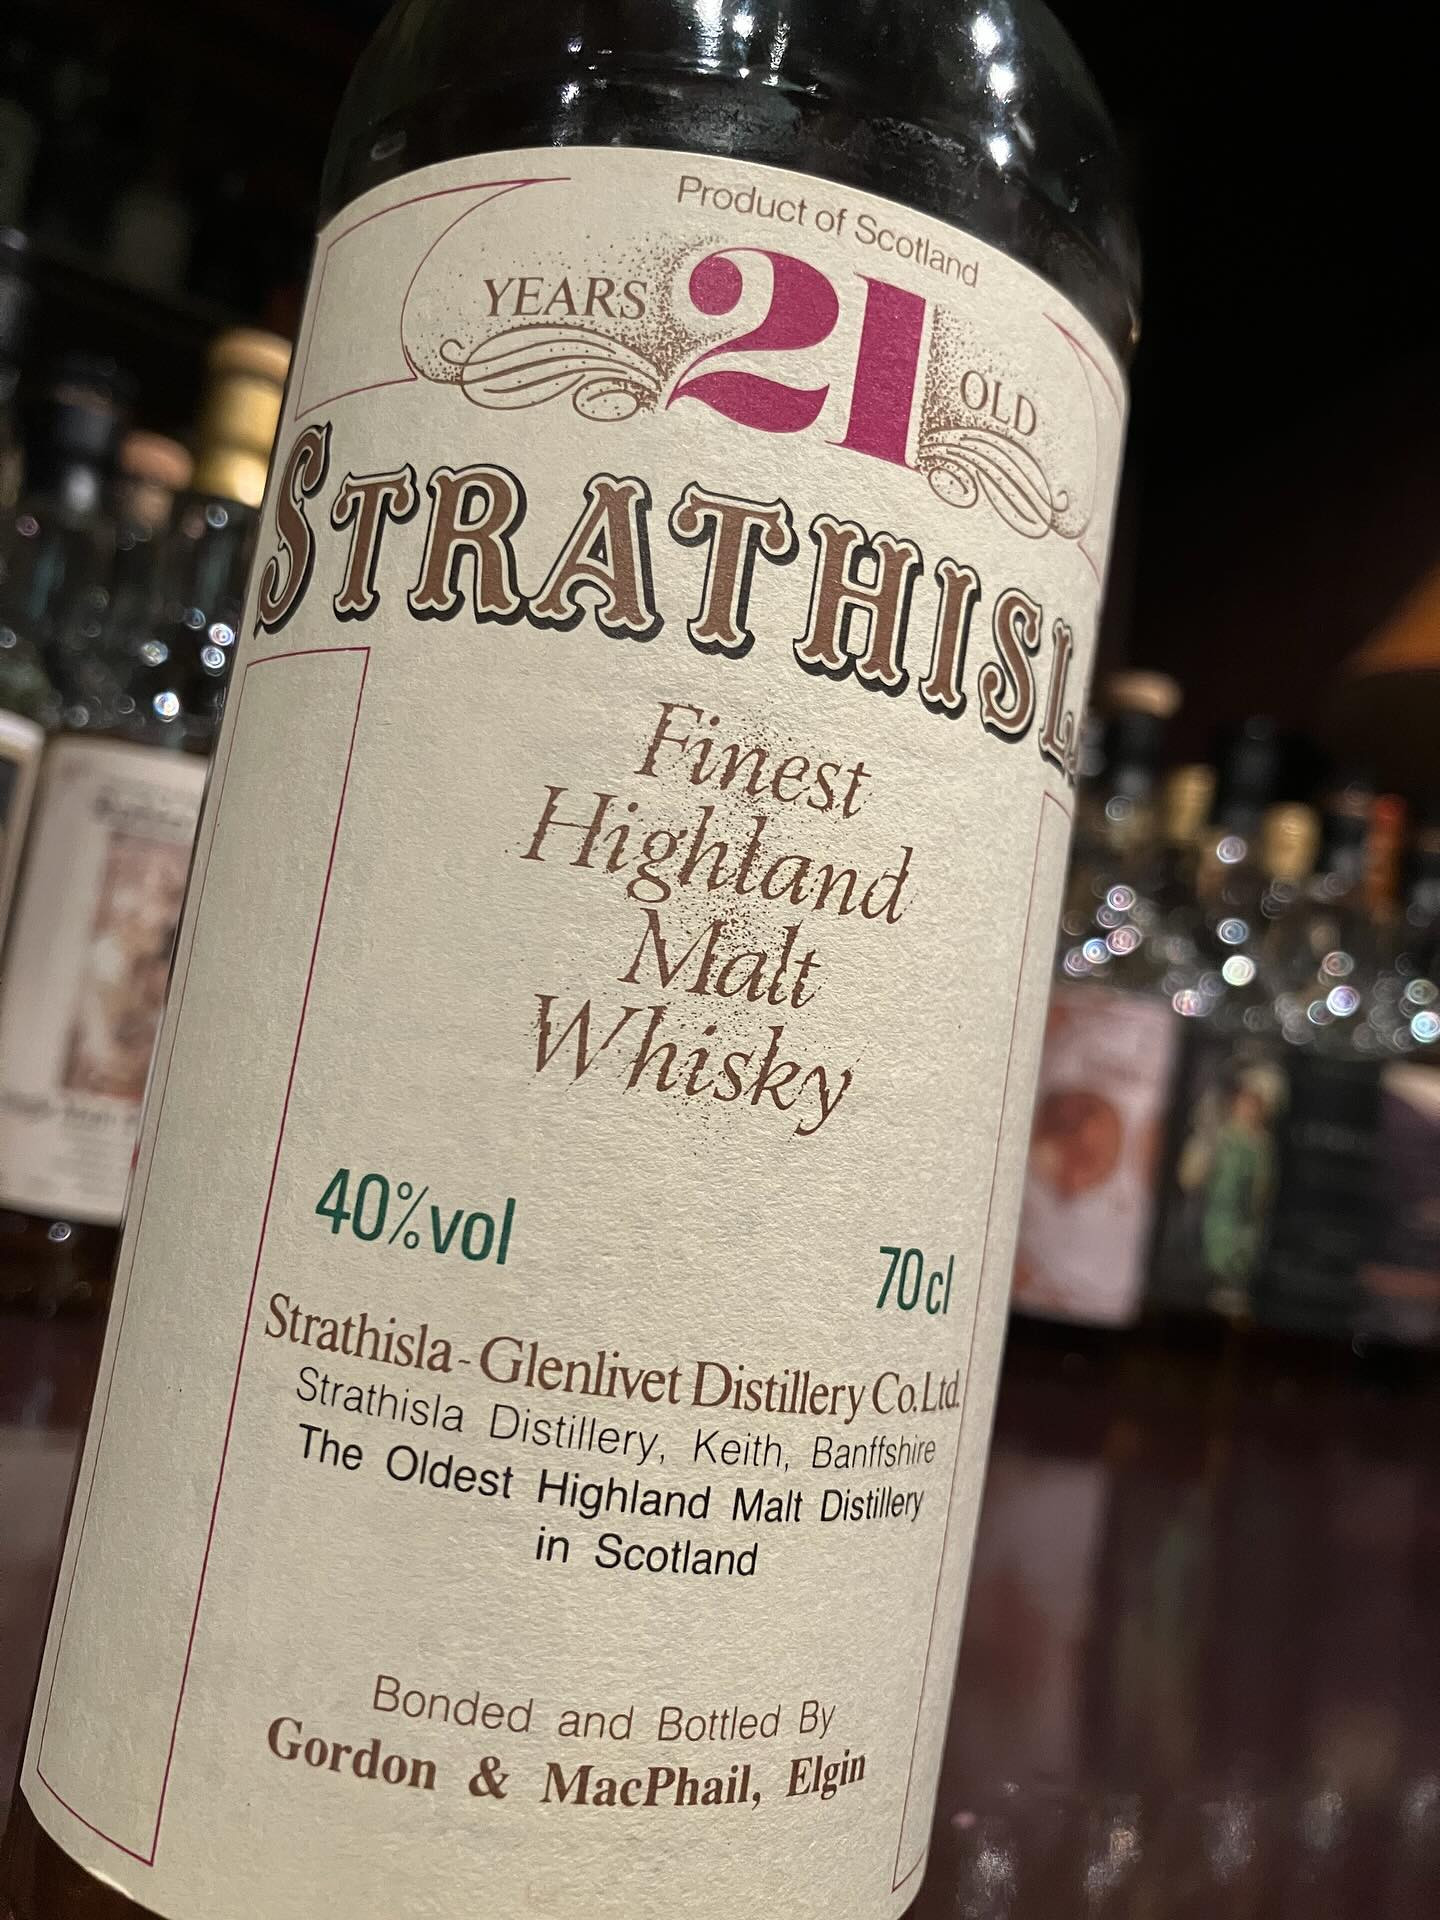 Product of Scotland
YEARS 21 OLD
STRATHISL
Finest
Highland
Malt
Whisky
40%vol 70cl
Strathisla-Glenlivet Distillery Co.Ltd.
Strathisla Distillery, Keith, Banffshire
The Oldest Highland Malt Distillery
in Scotland
Bonded and Bottled By
Gordon & MacPhail, Elgin